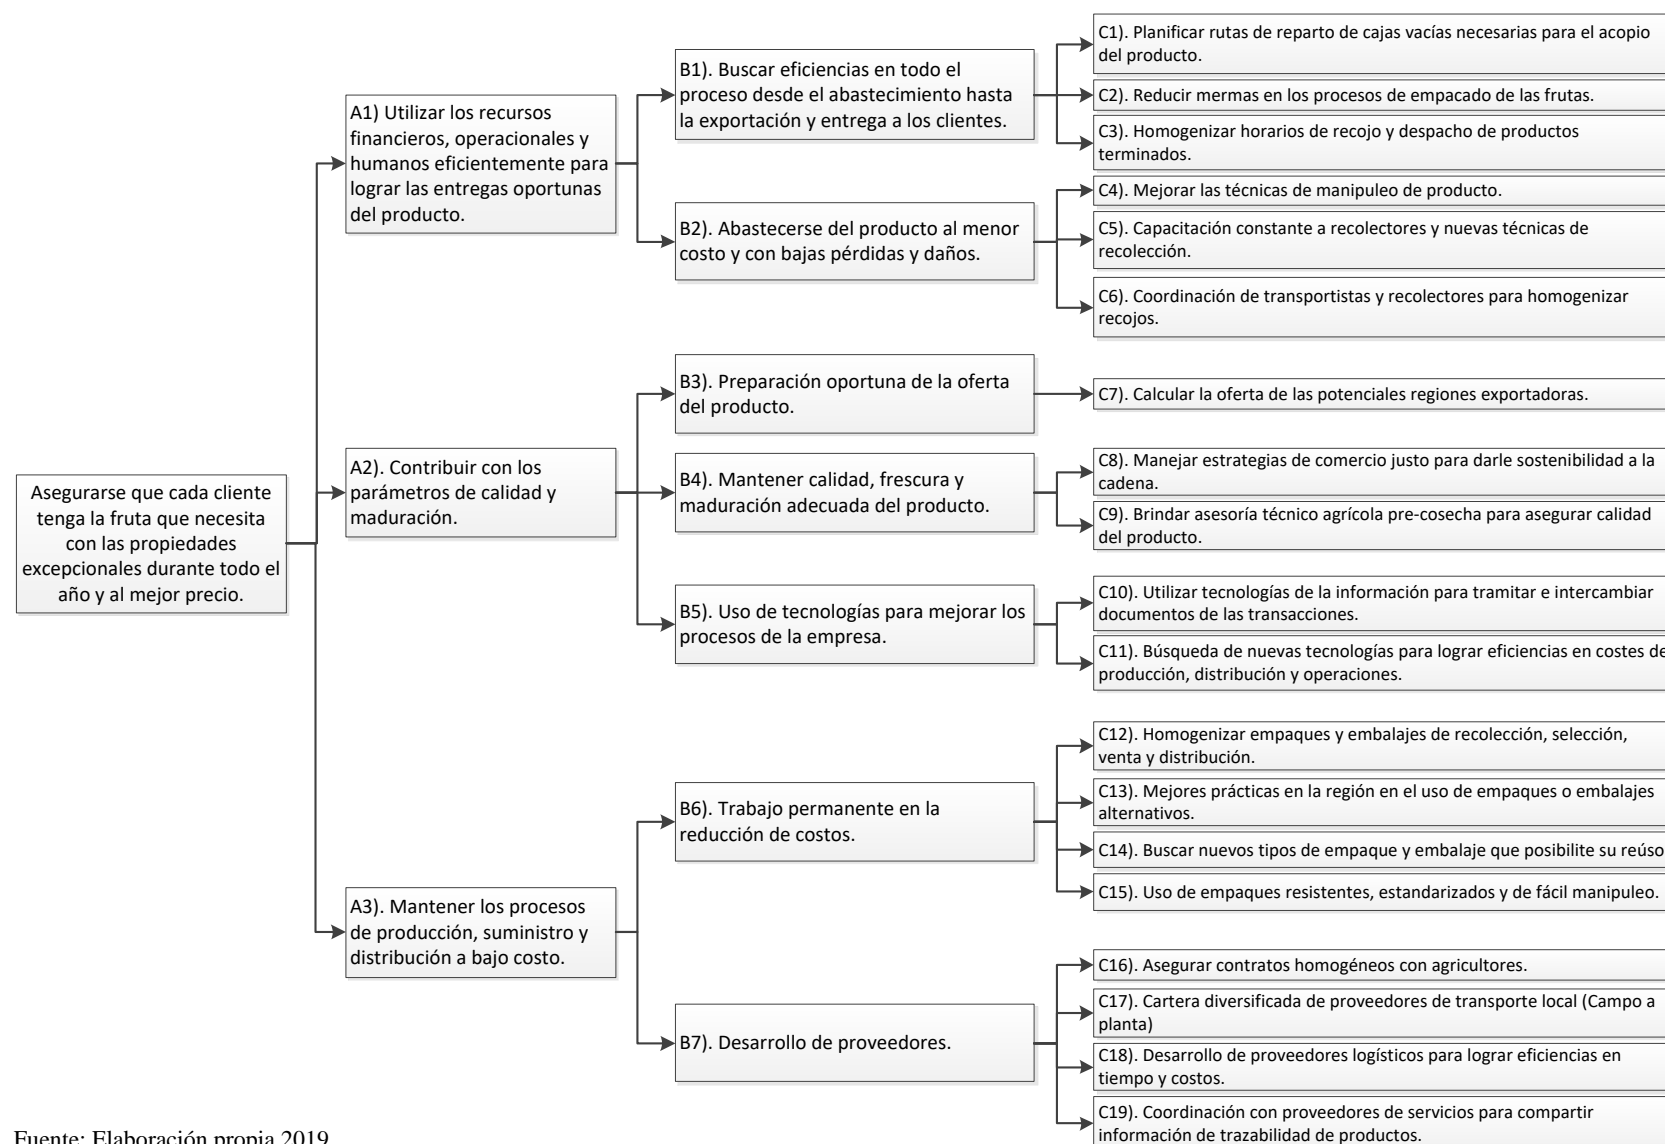 Asegurarse que cada cliente
tenga la fruta que necesita
con las propiedades
excepcionales durante todo el
año y al mejor precio.
A1) Utilizar los recursos
financieros, operacionales y
humanos eficientemente para
lograr las entregas oportunas
del producto.
B1). Buscar eficiencias en todo el
proceso desde el abastecimiento hasta
la exportación y entrega a los clientes.
C1). Planificar rutas de reparto de cajas vacías necesarias para el acopio
del producto.
C2). Reducir mermas en los procesos de empacado de las frutas.
C3). Homogenizar horarios de recojo y despacho de productos
terminados.
B2). Abastecerse del producto al menor
costo y con bajas pérdidas y daños.
C4). Mejorar las técnicas de manipuleo de producto.
C5). Capacitación constante a recolectores y nuevas técnicas de
recolección.
C6). Coordinación de transportistas y recolectores para homogenizar
recojos.
A2). Contribuir con los
parámetros de calidad y
maduración.
B3). Preparación oportuna de la oferta
del producto.
C7). Calcular la oferta de las potenciales regiones exportadoras.
B4). Mantener calidad, frescura y
maduración adecuada del producto.
C8). Manejar estrategias de comercio justo para darle sostenibilidad a la
cadena.
C9). Brindar asesoría técnico agrícola pre-cosecha para asegurar calidad
del producto.
B5). Uso de tecnologías para mejorar los
procesos de la empresa.
C10). Utilizar tecnologías de la información para tramitar e intercambiar
documentos de las transacciones.
C11). Búsqueda de nuevas tecnologías para lograr eficiencias en costes de
producción, distribución y operaciones.
A3). Mantener los procesos
de producción, suministro y
distribución a bajo costo.
B6). Trabajo permanente en la
reducción de costos.
C12). Homogenizar empaques y embalajes de recolección, selección,
venta y distribución.
C13). Mejores prácticas en la región en el uso de empaques o embalajes
alternativos.
C14). Buscar nuevos tipos de empaque y embalaje que posibilite su reúso
C15). Uso de empaques resistentes, estandarizados y de fácil manipuleo.
B7). Desarrollo de proveedores.
C16). Asegurar contratos homogéneos con agricultores.
C17). Cartera diversificada de proveedores de transporte local (Campo a
planta)
C18). Desarrollo de proveedores logísticos para lograr eficiencias en
tiempo y costos.
C19). Coordinación con proveedores de servicios para compartir
información de trazabilidad de productos.
Fuente: Elaboración propia 2019